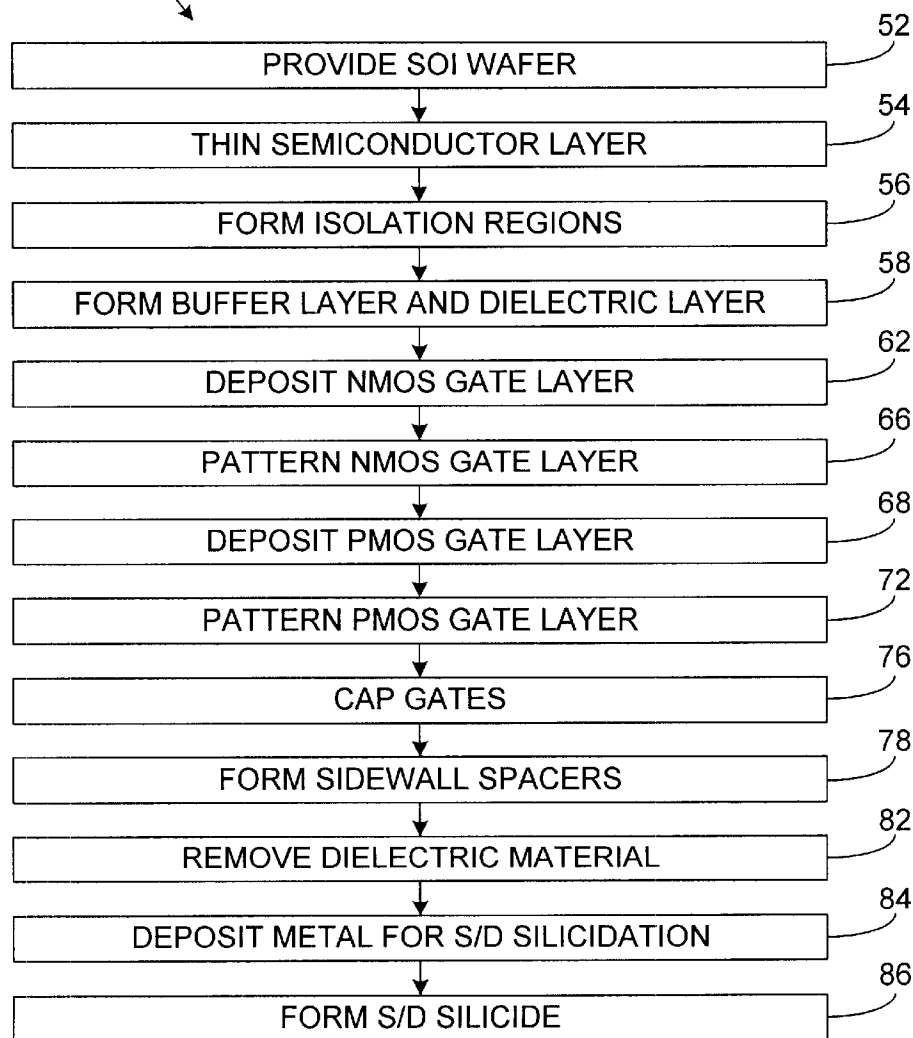 52
PROVIDE SOI WAFER
54
THIN SEMICONDUCTOR LAYER
56
FORM ISOLATION REGIONS
58
FORM BUFFER LAYER AND DIELECTRIC LAYER
62
DEPOSIT NMOS GATE LAYER
66
PATTERN NMOS GATE LAYER
68
DEPOSIT PMOS GATE LAYER
72
PATTERN PMOS GATE LAYER
76
CAP GATES
78
FORM SIDEWALL SPACERS
82
REMOVE DIELECTRIC MATERIAL
84
DEPOSIT METAL FOR S/D SILICIDATION
86
FORM S/D SILICIDE